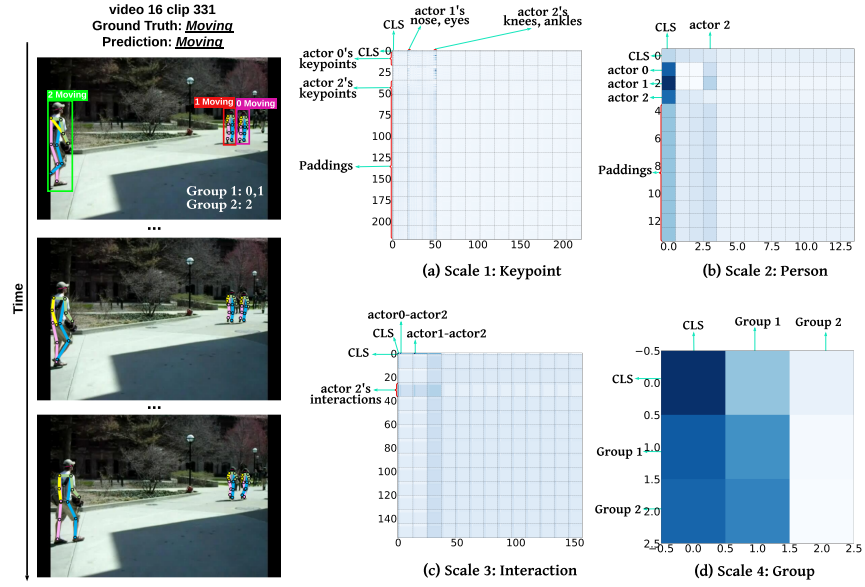 video 16 clip 331
Ground Truth: Moving
Prediction: Moving
Time
2 Moving
1 Moving
0 Moving
Group 1: 0,1
Group 2: 2
...
...
CLS
actor 1's
nose, eyes
actor 2's
knees, ankles
actor 0's
keypoints
CLS
actor 2's
keypoints
Paddings
0
25
50
75
100
125
150
175
200
0
50
100
150
200
(a) Scale 1: Keypoint
CLS
actor 2
CLS
actor 0
actor 1
actor 2
Paddings
0
2
4
6
8
10
12
0.0
2.5
5.0
7.5
10.0
12.5
(b) Scale 2: Person
actor0-actor2
CLS
actor1-actor2
CLS
actor 2's
interactions
0
20
40
60
80
100
120
140
0
50
100
150
(c) Scale 3: Interaction
CLS
Group 1
Group 2
CLS
Group 1
Group 2
−0.5
0.0
0.5
1.0
1.5
2.0
2.5
-0.5
0.0
0.5
1.0
1.5
2.0
2.5
(d) Scale 4: Group